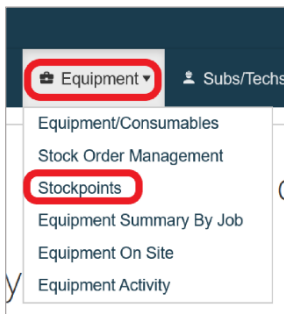 Equipment Subs/Techs
Equipment/Consumables
Stock Order Management
Stockpoints
Equipment Summary By Job
Equipment On Site
Equipment Activity
y